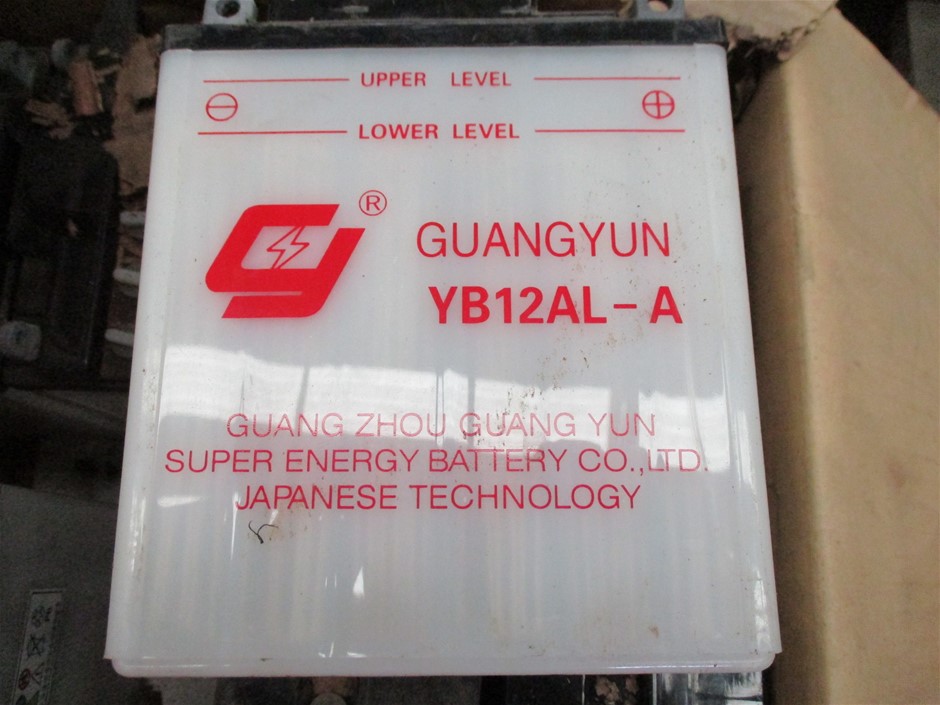 UPPER LEVEL
LOWER LEVEL
®
GUANGYUN
YB12AL-A
GUANG ZHOU GUANG YUN
SUPER ENERGY BATTERY CO.,LTD.
JAPANESE TECHNOLOGY